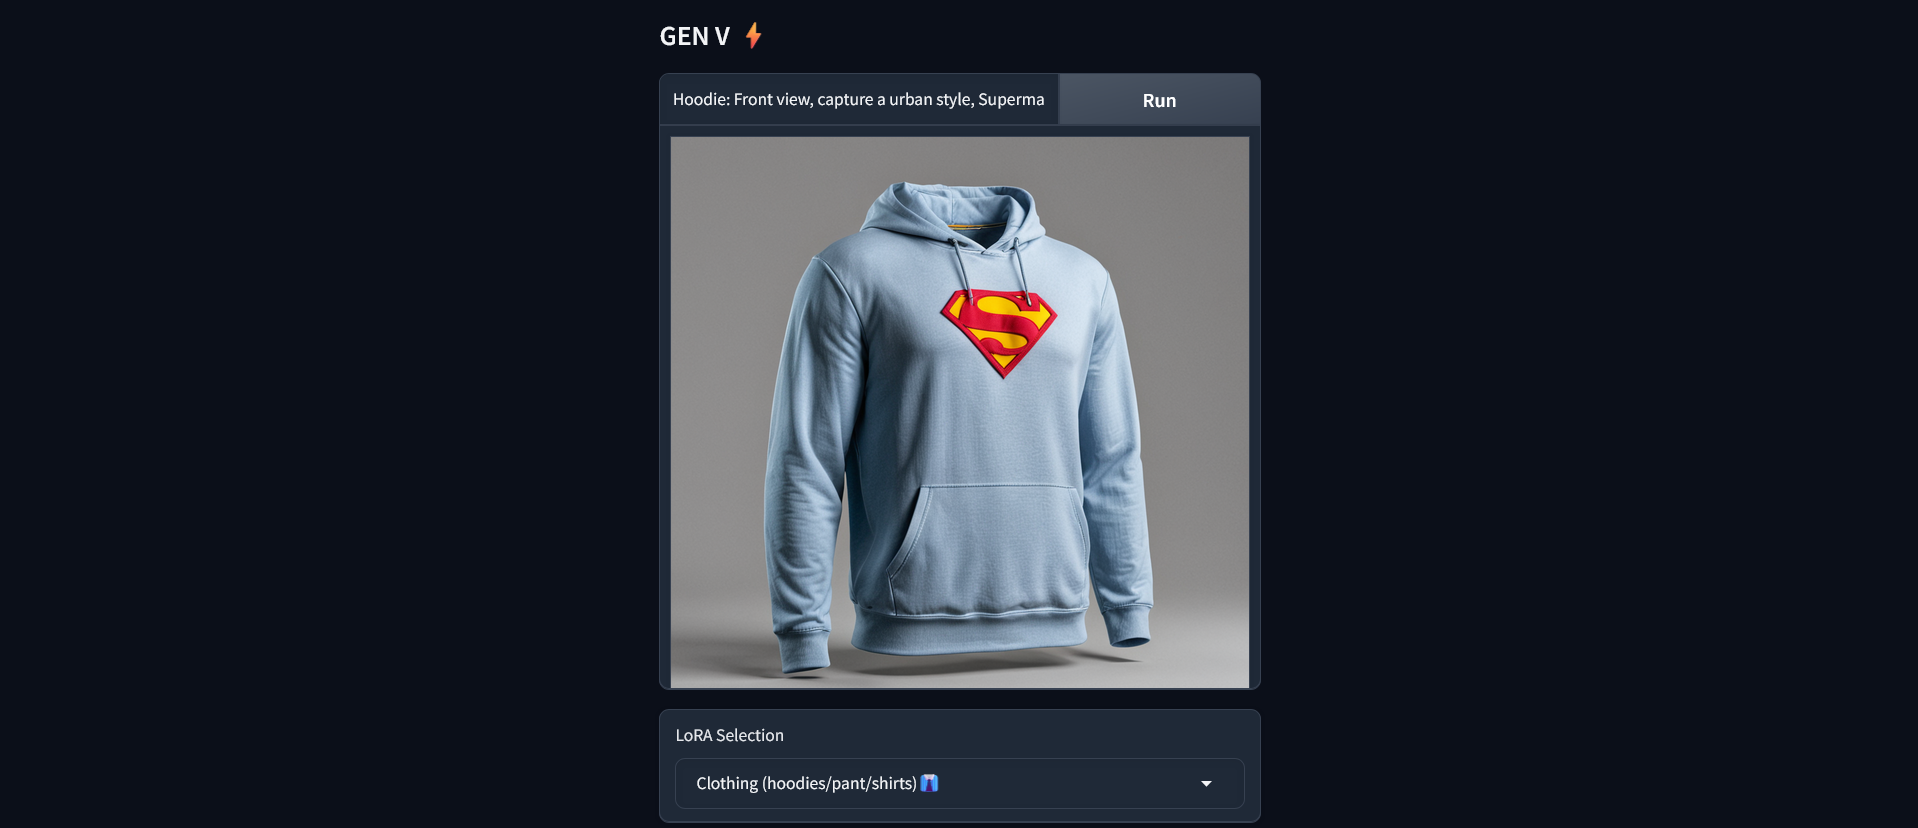 GEN V ⚡
Hoodie: Front view, capture a urban style, Superma
Run
S
LoRA Selection
Clothing (hoodies/pant/shirts)👔